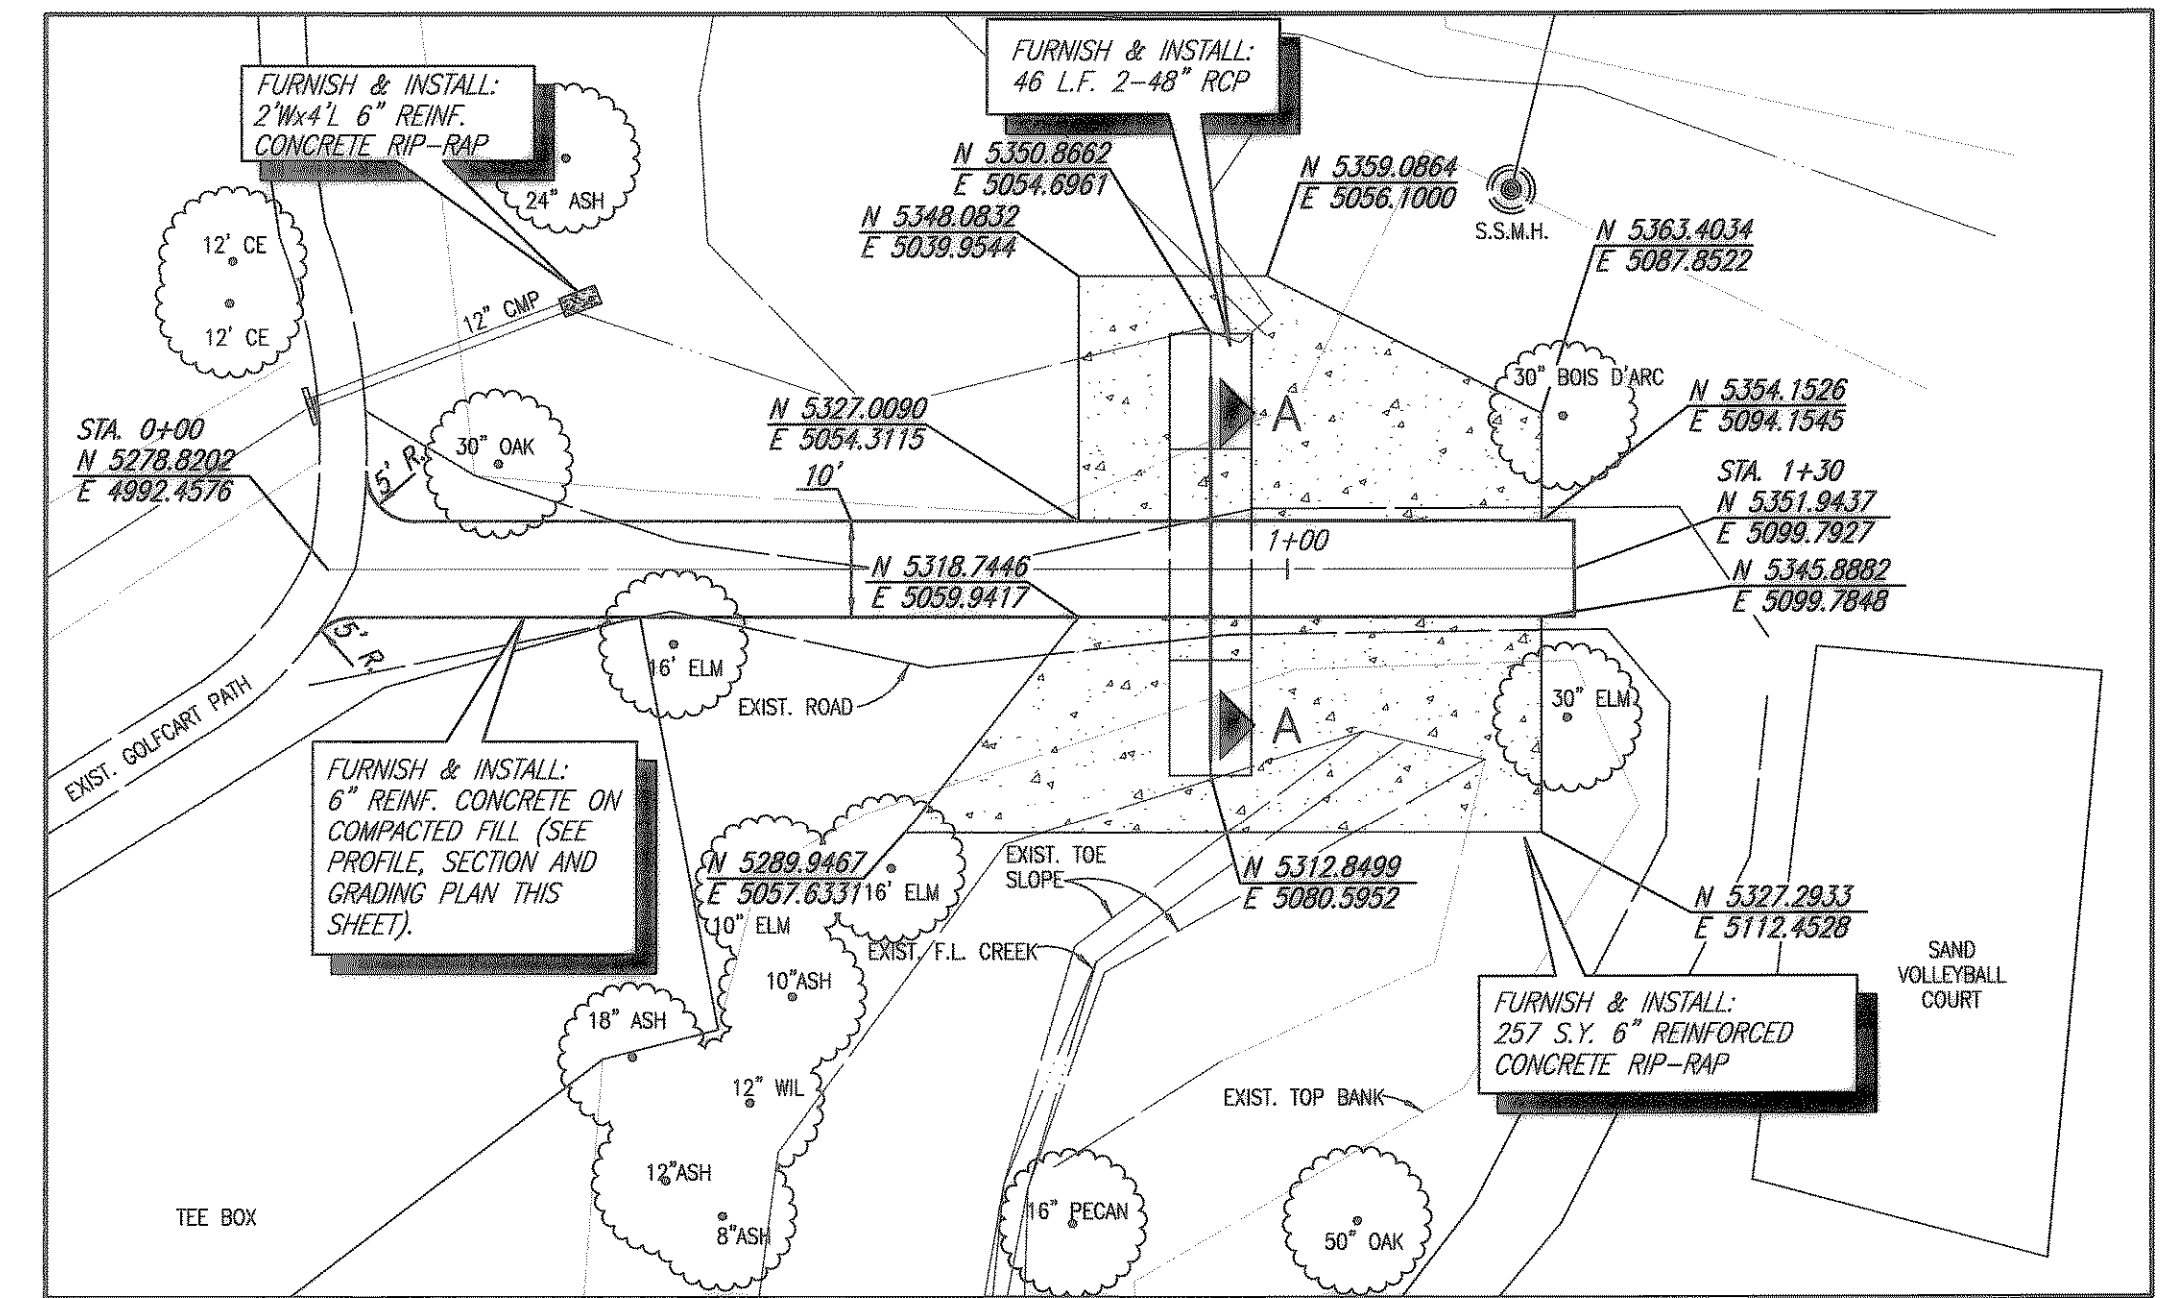 FURNISH & INSTALL:
2'Wx4'L 6" REINF.
CONCRETE RIP-RAP
FURNISH & INSTALL:
46 L.F. 2-48" RCP
24" ASH
12' CE
12' CE
12" CMP
N 5350.8662
E 5054.6961
N 5348.0832
E 5039.9544
N 5359.0864
E 5056.1000
S.S.M.H.
N 5363.4034
E 5087.8522
STA. 0+00
N 5278.8202
E 4992.4576
5' R.
30" OAK
N 5327.0090
E 5054.3115
10'
A
30" BOIS D'ARC
N 5354.1526
E 5094.1545
STA. 1+30
N 5351.9437
E 5099.7927
1+00
N 5318.7446
E 5059.9417
N 5345.8882
E 5099.7848
5' R.
16' ELM
EXIST. ROAD
A
30" ELM
EXIST. GOLFCART PATH
FURNISH & INSTALL:
6" REINF. CONCRETE ON
COMPACTED FILL (SEE
PROFILE, SECTION AND
GRADING PLAN THIS
SHEET).
N 5289.9467
E 5057.6331
16' ELM
10" ELM
EXIST. TOE
SLOPE
N 5312.8499
E 5080.5952
N 5327.2933
E 5112.4528
EXIST. F.L. CREEK
10"ASH
18" ASH
12" WIL
12"ASH
8"ASH
SAND
VOLLEYBALL
COURT
FURNISH & INSTALL:
257 S.Y. 6" REINFORCED
CONCRETE RIP-RAP
EXIST. TOP BANK
TEE BOX
16" PECAN
50" OAK